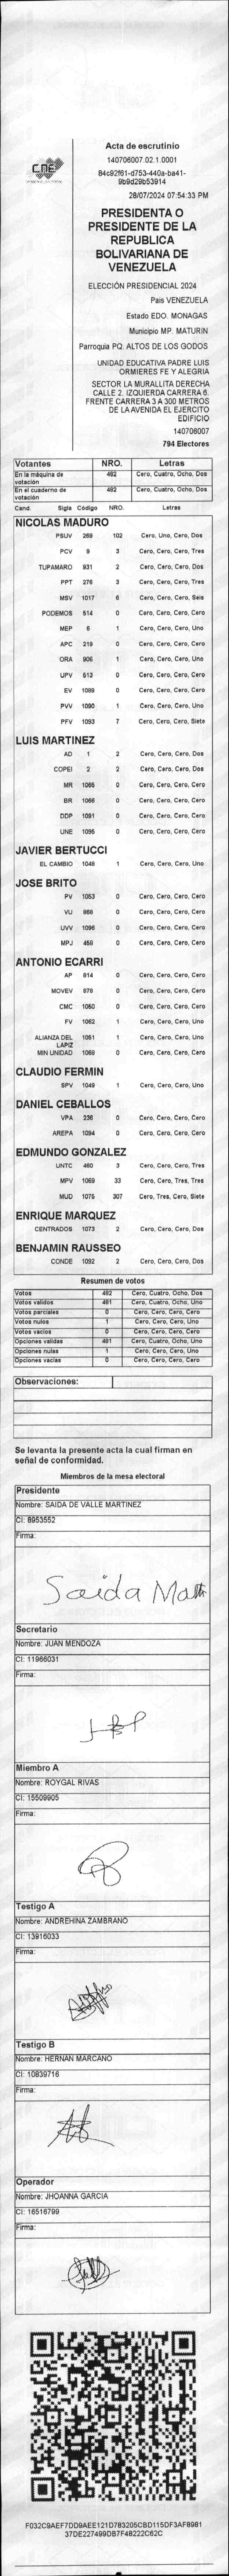 CNE
Acta de escrutinio
140706007.02.1.0001
84c92f61-d753-440a-ba41-
9b9d29b53914
28/07/2024 07:54:33 PM
PRESIDENTA O
PRESIDENTE DE LA
REPUBLICA
BOLIVARIANA DE
VENEZUELA
ELECCIÓN PRESIDENCIAL 2024
Pais VENEZUELA
Estado EDO. MONAGAS
Municipio MP. MATURIN
Parroquia PQ. ALTOS DE LOS GODOS
UNIDAD EDUCATIVA PADRE LUIS
ORMIERES FE Y ALEGRIA
SECTOR LA MURALLITA DERECHA
CALLE 2. IZQUIERDA CARRERA 6.
FRENTE CARRERA 3 A 300 METROS
DE LA AVENIDA EL EJERCITO
EDIFICIO
140706007
794 Electores
Votantes NRO. Letras
En la máquina de votación 482 Cero, Cuatro, Ocho, Dos
En el cuaderno de votación 482 Cero, Cuatro, Ocho, Dos
Cand. Sigla Código NRO. Letras
NICOLAS MADURO
PSUV 269 102 Cero, Uno, Cero, Dos
PCV 9 3 Cero, Cero, Cero, Tres
TUPAMARO 931 2 Cero, Cero, Cero, Dos
PPT 276 3 Cero, Cero, Cero, Tres
MSV 1017 6 Cero, Cero, Cero, Seis
PODEMOS 514 0 Cero, Cero, Cero, Cero
MEP 6 1 Cero, Cero, Cero, Uno
APC 219 0 Cero, Cero, Cero, Cero
ORA 906 1 Cero, Cero, Cero, Uno
UPV 513 0 Cero, Cero, Cero, Cero
EV 1089 0 Cero, Cero, Cero, Cero
PVV 1090 1 Cero, Cero, Cero, Uno
PFV 1093 7 Cero, Cero, Cero, Siete
LUIS MARTINEZ
AD 1 2 Cero, Cero, Cero, Dos
COPEI 2 2 Cero, Cero, Cero, Dos
MR 1065 0 Cero, Cero, Cero, Cero
BR 1066 0 Cero, Cero, Cero, Cero
DDP 1091 0 Cero, Cero, Cero, Cero
UNE 1095 0 Cero, Cero, Cero, Cero
JAVIER BERTUCCI
EL CAMBIO 1048 1 Cero, Cero, Cero, Uno
JOSE BRITO
PV 1053 0 Cero, Cero, Cero, Cero
VU 868 0 Cero, Cero, Cero, Cero
UVV 1096 0 Cero, Cero, Cero, Cero
MPJ 458 0 Cero, Cero, Cero, Cero
ANTONIO ECARRI
AP 814 0 Cero, Cero, Cero, Cero
MOVEV 878 0 Cero, Cero, Cero, Cero
CMC 1050 0 Cero, Cero, Cero, Cero
FV 1062 1 Cero, Cero, Cero, Uno
ALIANZA DEL LAPIZ 1051 1 Cero, Cero, Cero, Uno
MIN UNIDAD 1068 0 Cero, Cero, Cero, Cero
CLAUDIO FERMIN
SPV 1049 1 Cero, Cero, Cero, Uno
DANIEL CEBALLOS
VPA 236 0 Cero, Cero, Cero, Cero
AREPA 1094 0 Cero, Cero, Cero, Cero
EDMUNDO GONZALEZ
UNTC 460 3 Cero, Cero, Cero, Tres
MPV 1069 33 Cero, Cero, Tres, Tres
MUD 1075 307 Cero, Tres, Cero, Siete
ENRIQUE MARQUEZ
CENTRADOS 1073 2 Cero, Cero, Cero, Dos
BENJAMIN RAUSSEO
CONDE 1092 2 Cero, Cero, Cero, Dos
Resumen de votos
Votos 482 Cero, Cuatro, Ocho, Dos
Votos validos 481 Cero, Cuatro, Ocho, Uno
Votos parciales 0 Cero, Cero, Cero, Cero
Votos nulos 1 Cero, Cero, Cero, Uno
Votos vacios 0 Cero, Cero, Cero, Cero
Opciones validas 481 Cero, Cuatro, Ocho, Uno
Opciones nulas 1 Cero, Cero, Cero, Uno
Opciones vacias 0 Cero, Cero, Cero, Cero
Observaciones:
Se levanta la presente acta la cual firman en
señal de conformidad.
Miembros de la mesa electoral
Presidente
Nombre: SAIDA DE VALLE MARTINEZ
CI: 8953552
Firma:
Saida
Secretario
Nombre: JUAN MENDOZA
CI: 11966031
Firma:
Miembro A
Nombre: ROYGAL RIVAS
CI: 15509905
Firma:
Testigo A
Nombre: ANDREHINA ZAMBRANO
CI: 13916033
Firma:
Testigo B
Nombre: HERNAN MARCANO
CI: 10839716
Firma:
Operador
Nombre: JHOANNA GARCIA
CI: 16516799
Firma:
F032C9AEF7DD9AEE121D783205CBD115DF3AF8981
37DE227499DB7F48222C62C